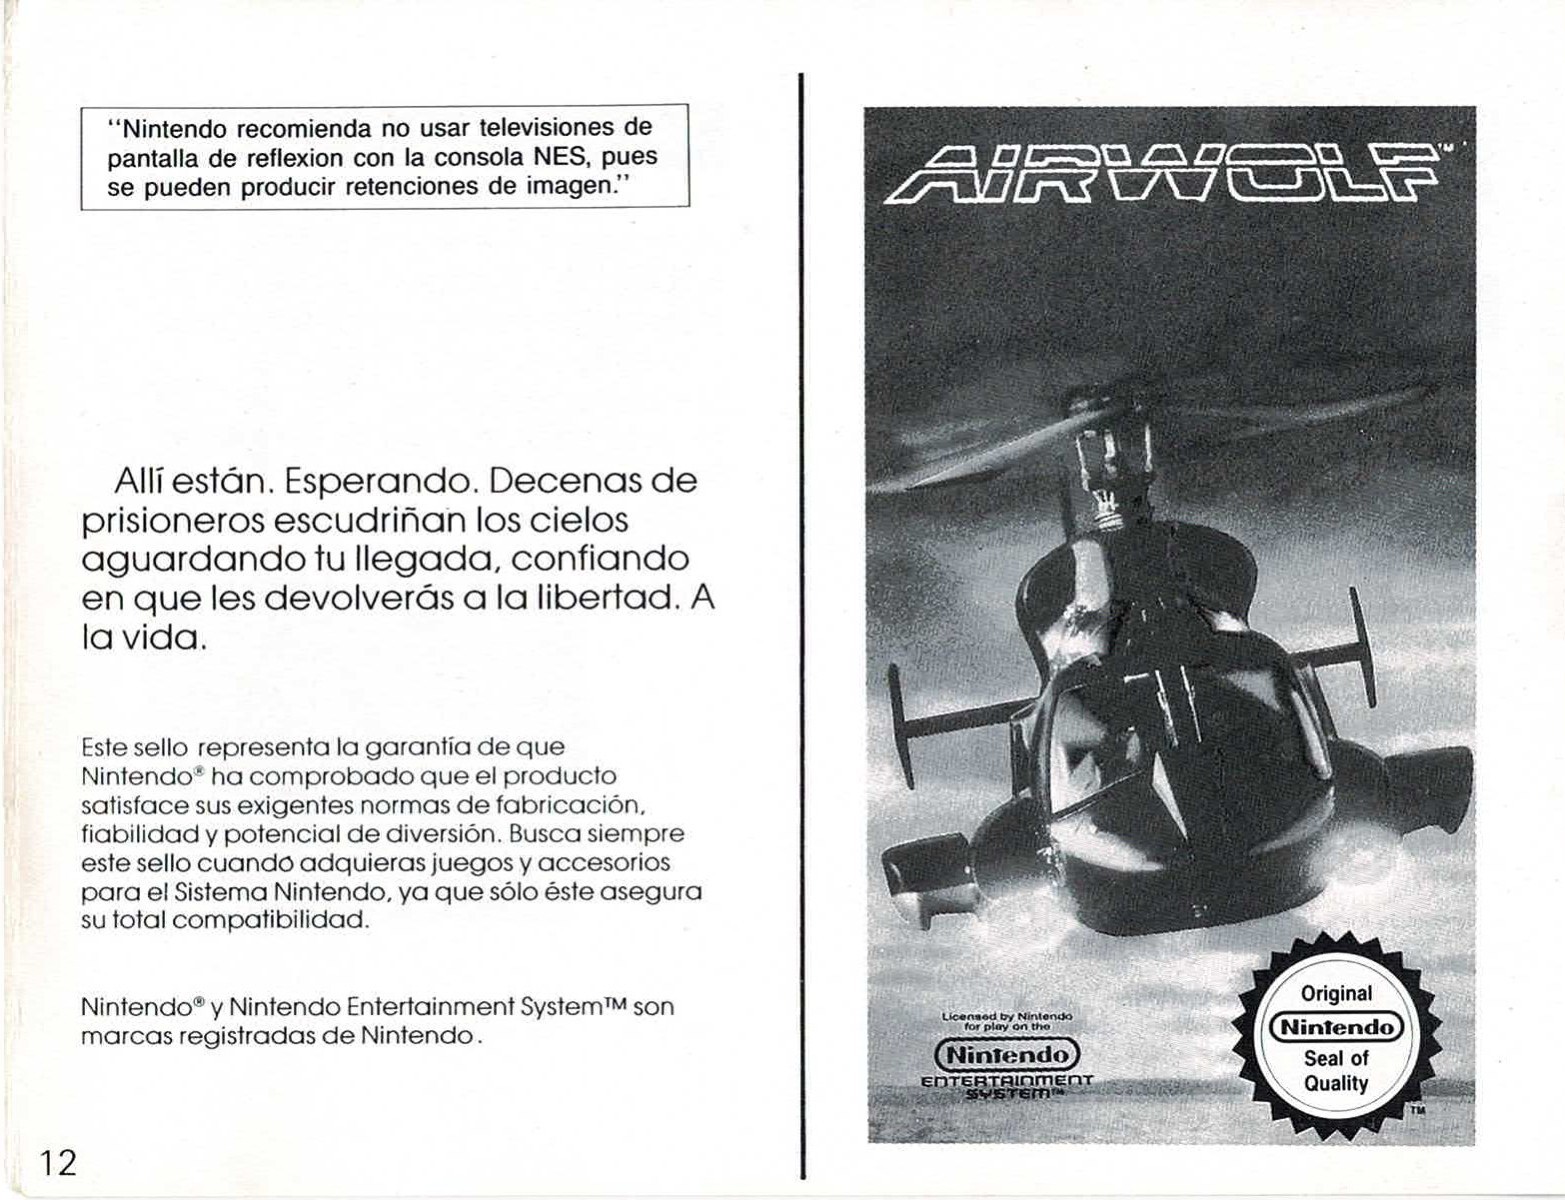 "Nintendo recomienda no usar televisiones de
pantalla de reflexion con la consola NES, pues
se pueden producir retenciones de imagen."
Allí están. Esperando. Decenas de
prisioneros escudriñan los cielos
aguardando tu llegada, confiando
en que les devolverás a la libertad. A
la vida.
Este sello representa la garantía de que
Nintendo® ha comprobado que el producto
satisface sus exigentes normas de fabricación,
fiabilidad y potencial de diversión. Busca siempre
este sello cuando adquieras juegos y accesorios
para el Sistema Nintendo, ya que sólo éste asegura
su total compatibilidad.
Nintendo® y Nintendo Entertainment System™ son
marcas registradas de Nintendo.
12
AIRWOLF™
Licensed by Nintendo
for play on the
Nintendo
ENTERTAINMENT
SYSTEM™
Original
Nintendo
Seal of
Quality
TM